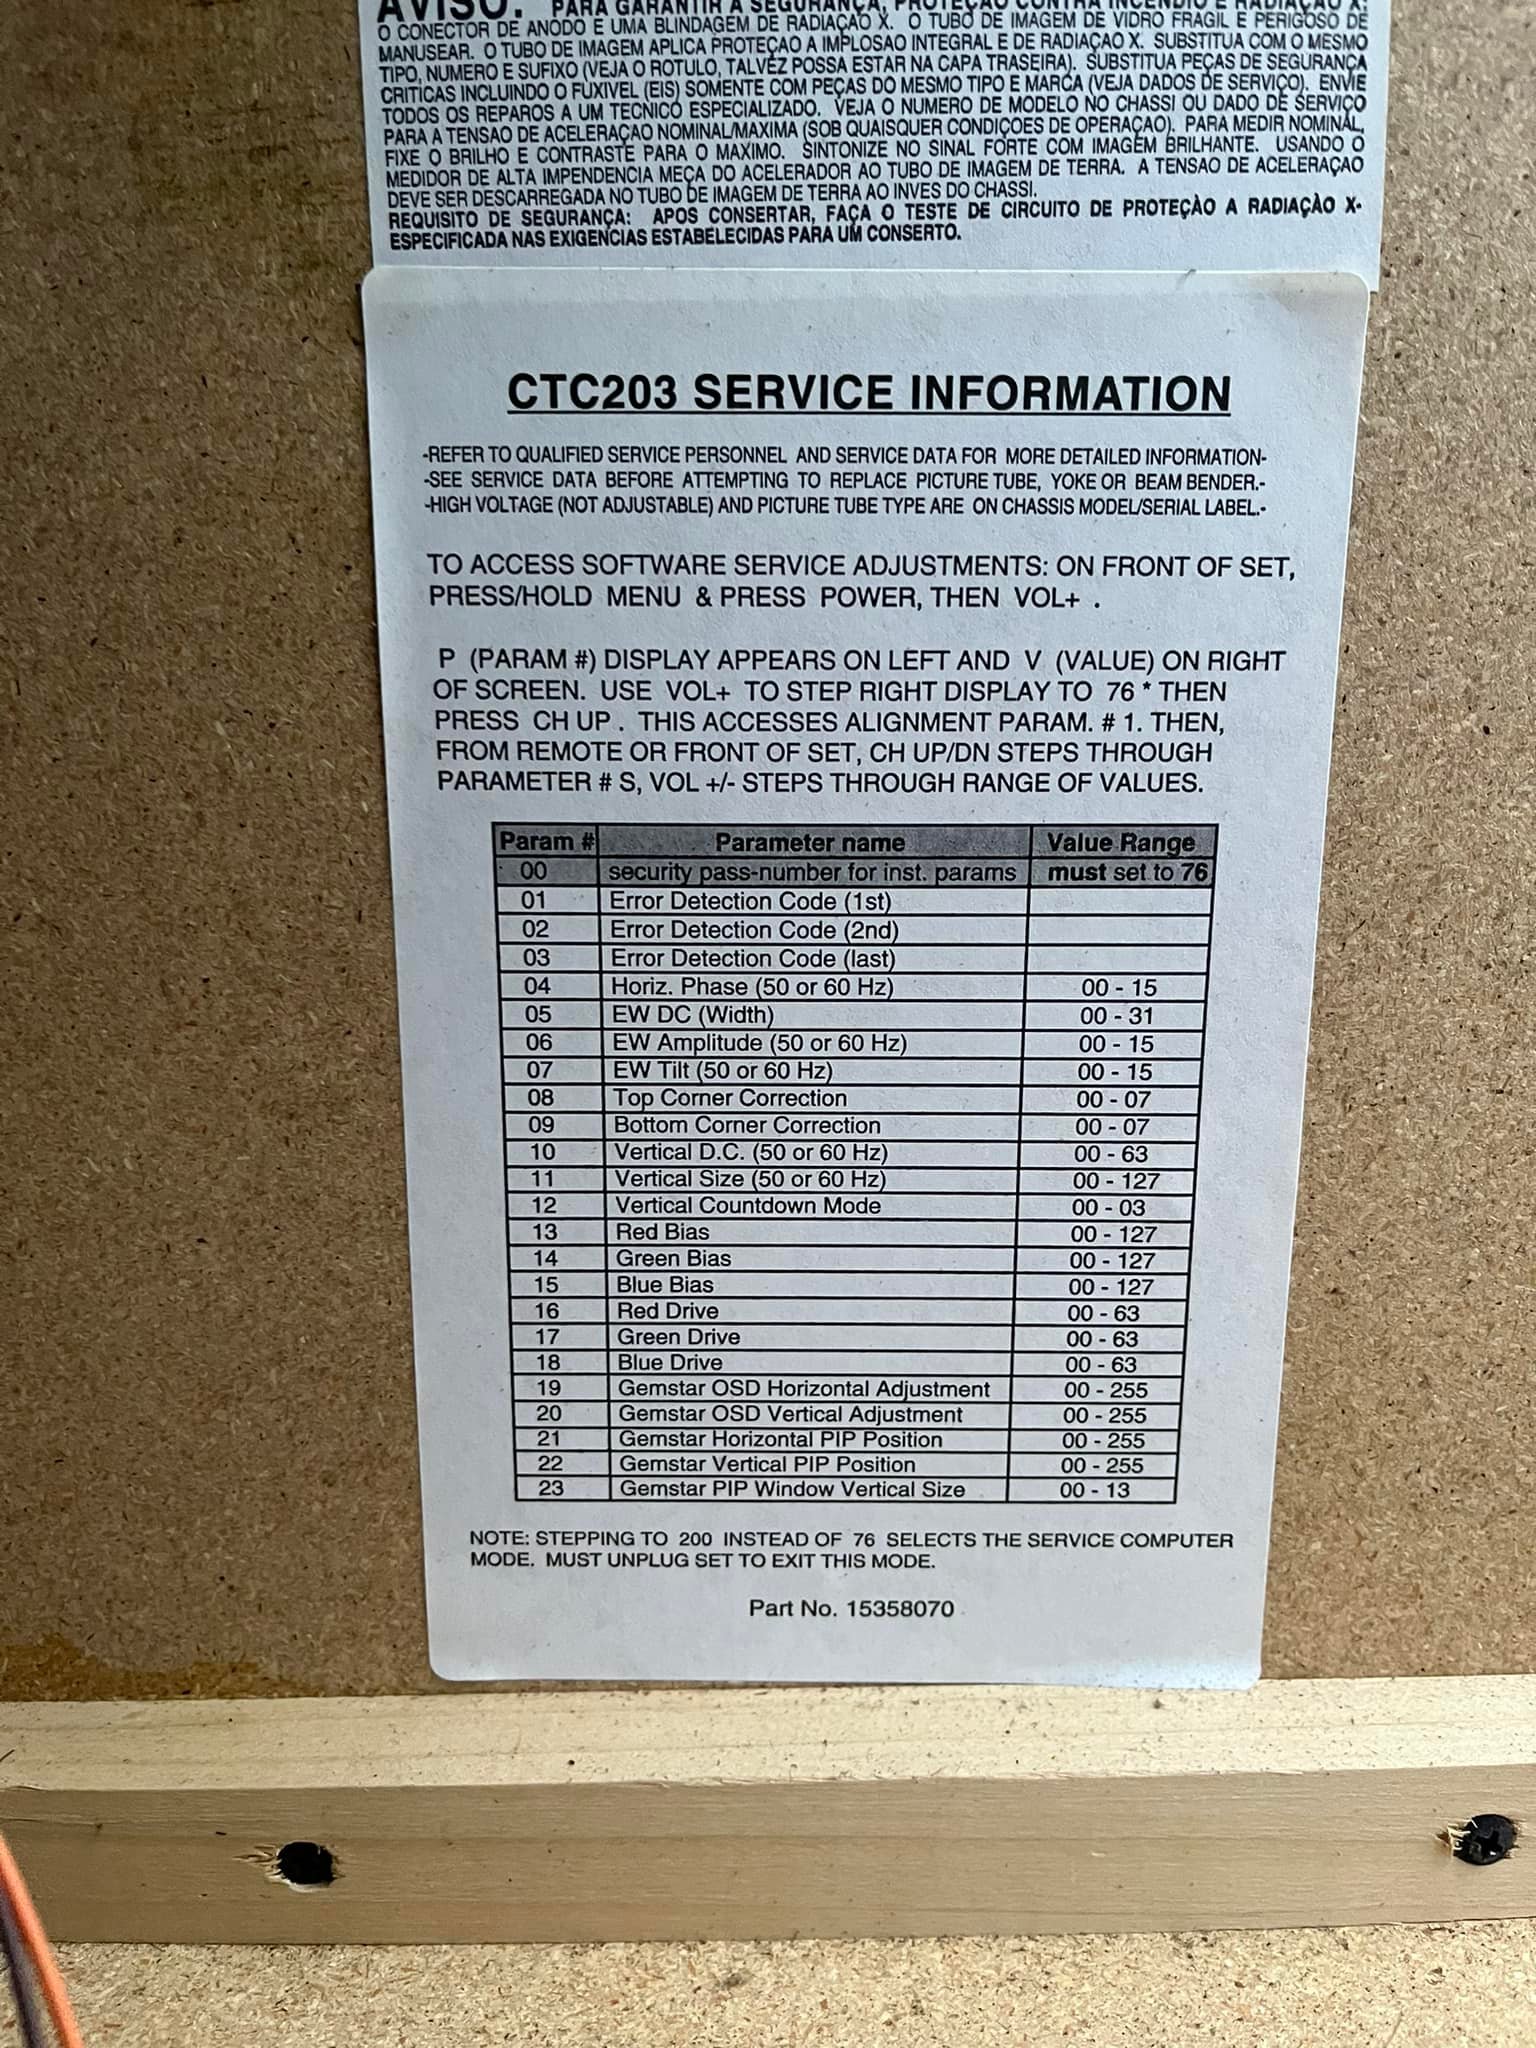 AVISO: PARA GARANTIR A SEGURANÇA, PROTEÇAO CONTRA INCENDIO E RADIAÇAO X:
O CONECTOR DE ANODO E UMA BLINDAGEM DE RADIAÇAO X. O TUBO DE IMAGEM DE VIDRO FRAGIL E PERIGOSO DE
MANUSEAR. O TUBO DE IMAGEM APLICA PROTEÇAO A IMPLOSAO INTEGRAL E DE RADIAÇAO X. SUBSTITUA COM O MESMO
TIPO, NUMERO E SUFIXO (VEJA O ROTULO, TALVEZ POSSA ESTAR NA CAPA TRASEIRA). SUBSTITUA PEÇAS DE SEGURANÇA
CRITICAS INCLUINDO O FUXIVEL (EIS) SOMENTE COM PEÇAS DO MESMO TIPO E MARCA (VEJA DADOS DE SERVIÇO). ENVIE
TODOS OS REPAROS A UM TECNICO ESPECIALIZADO. VEJA O NUMERO DE MODELO NO CHASSI OU DADO DE SERVIÇO
PARA A TENSAO DE ACELERAÇAO NOMINAL/MAXIMA (SOB QUAISQUER CONDIÇOES DE OPERAÇAO). PARA MEDIR NOMINAL,
FIXE O BRILHO E CONTRASTE PARA O MAXIMO. SINTONIZE NO SINAL FORTE COM IMAGEM BRILHANTE. USANDO O
MEDIDOR DE ALTA IMPENDENCIA MEÇA DO ACELERADOR AO TUBO DE IMAGEM DE TERRA. A TENSAO DE ACELERAÇAO
DEVE SER DESCARREGADA NO TUBO DE IMAGEM DE TERRA AO INVES DO CHASSI.
REQUISITO DE SEGURANÇA: APOS CONSERTAR, FAÇA O TESTE DE CIRCUITO DE PROTEÇÀO A RADIAÇÀO X-
ESPECIFICADA NAS EXIGENCIAS ESTABELECIDAS PARA UM CONSERTO.
CTC203 SERVICE INFORMATION
-REFER TO QUALIFIED SERVICE PERSONNEL AND SERVICE DATA FOR MORE DETAILED INFORMATION-
-SEE SERVICE DATA BEFORE ATTEMPTING TO REPLACE PICTURE TUBE, YOKE OR BEAM BENDER.-
-HIGH VOLTAGE (NOT ADJUSTABLE) AND PICTURE TUBE TYPE ARE ON CHASSIS MODEL/SERIAL LABEL.-
TO ACCESS SOFTWARE SERVICE ADJUSTMENTS: ON FRONT OF SET,
PRESS/HOLD MENU & PRESS POWER, THEN VOL+ .
P (PARAM #) DISPLAY APPEARS ON LEFT AND V (VALUE) ON RIGHT
OF SCREEN. USE VOL+ TO STEP RIGHT DISPLAY TO 76 * THEN
PRESS CH UP . THIS ACCESSES ALIGNMENT PARAM. # 1. THEN,
FROM REMOTE OR FRONT OF SET, CH UP/DN STEPS THROUGH
PARAMETER # S, VOL +/- STEPS THROUGH RANGE OF VALUES.
Param # Parameter name Value Range
00 security pass-number for inst. params must set to 76
01 Error Detection Code (1st)
02 Error Detection Code (2nd)
03 Error Detection Code (last)
04 Horiz. Phase (50 or 60 Hz) 00 - 15
05 EW DC (Width) 00 - 31
06 EW Amplitude (50 or 60 Hz) 00 - 15
07 EW Tilt (50 or 60 Hz) 00 - 15
08 Top Corner Correction 00 - 07
09 Bottom Corner Correction 00 - 07
10 Vertical D.C. (50 or 60 Hz) 00 - 63
11 Vertical Size (50 or 60 Hz) 00 - 127
12 Vertical Countdown Mode 00 - 03
13 Red Bias 00 - 127
14 Green Bias 00 - 127
15 Blue Bias 00 - 127
16 Red Drive 00 - 63
17 Green Drive 00 - 63
18 Blue Drive 00 - 63
19 Gemstar OSD Horizontal Adjustment 00 - 255
20 Gemstar OSD Vertical Adjustment 00 - 255
21 Gemstar Horizontal PIP Position 00 - 255
22 Gemstar Vertical PIP Position 00 - 255
23 Gemstar PIP Window Vertical Size 00 - 13
NOTE: STEPPING TO 200 INSTEAD OF 76 SELECTS THE SERVICE COMPUTER
MODE. MUST UNPLUG SET TO EXIT THIS MODE.
Part No. 15358070